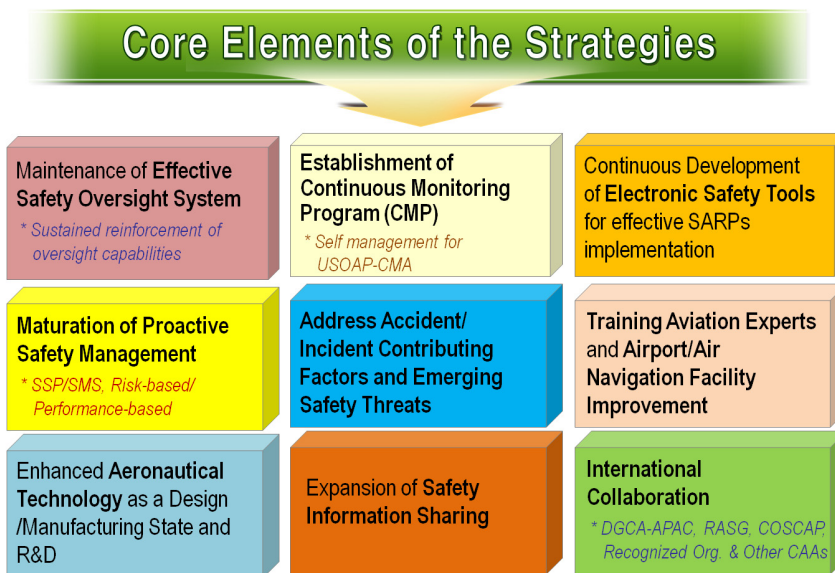 Core Elements of the Strategies
Maintenance of Effective
Safety Oversight System
* Sustained reinforcement of
oversight capabilities
Establishment of
Continuous Monitoring
Program (CMP)
* Self management for
USOAP-CMA
Continuous Development
of Electronic Safety Tools
for effective SARPs
implementation
Maturation of Proactive
Safety Management
* SSP/SMS, Risk-based/
Performance-based
Address Accident/
Incident Contributing
Factors and Emerging
Safety Threats
Training Aviation Experts
and Airport/Air
Navigation Facility
Improvement
Enhanced Aeronautical
Technology as a Design
/Manufacturing State and
R&D
Expansion of Safety
Information Sharing
International
Collaboration
* DGCA-APAC, RASG, COSCAP,
Recognized Org. & Other CAAs